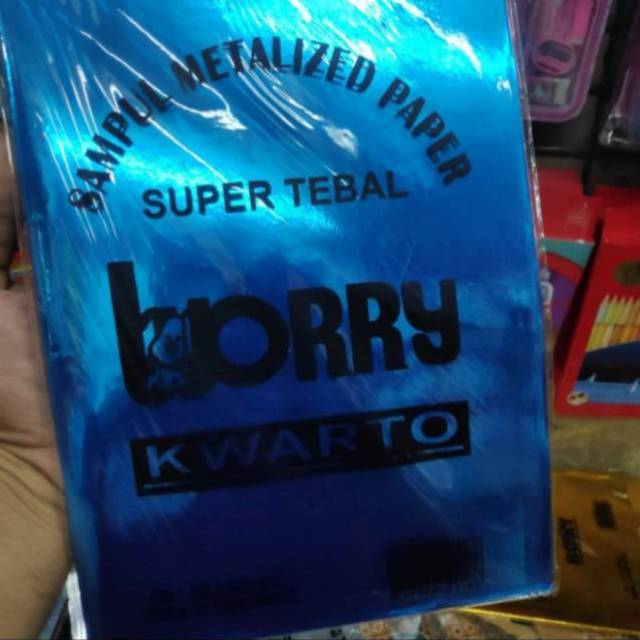 SAMPUL METALIZED PAPER
SUPER TEBAL
bORRY
KWARTO